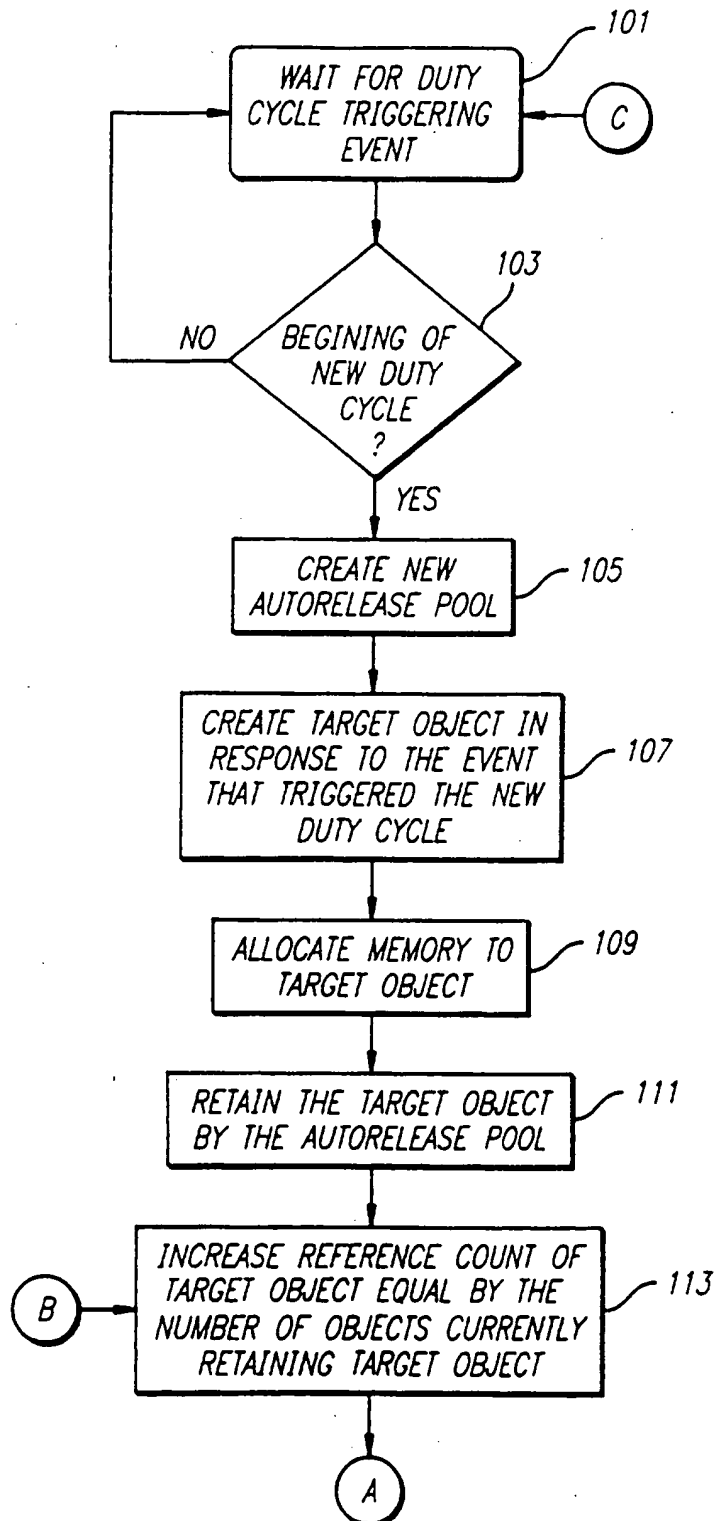 101
WAIT FOR DUTY
CYCLE TRIGGERING
EVENT
C
103
NO
BEGINING OF
NEW DUTY
CYCLE
?
YES
CREATE NEW
AUTORELEASE POOL
105
CREATE TARGET OBJECT IN
RESPONSE TO THE EVENT
THAT TRIGGERED THE NEW
DUTY CYCLE
107
ALLOCATE MEMORY TO
TARGET OBJECT
109
RETAIN THE TARGET OBJECT
BY THE AUTORELEASE POOL
111
INCREASE REFERENCE COUNT OF
TARGET OBJECT EQUAL BY THE
NUMBER OF OBJECTS CURRENTLY
RETAINING TARGET OBJECT
113
B
A